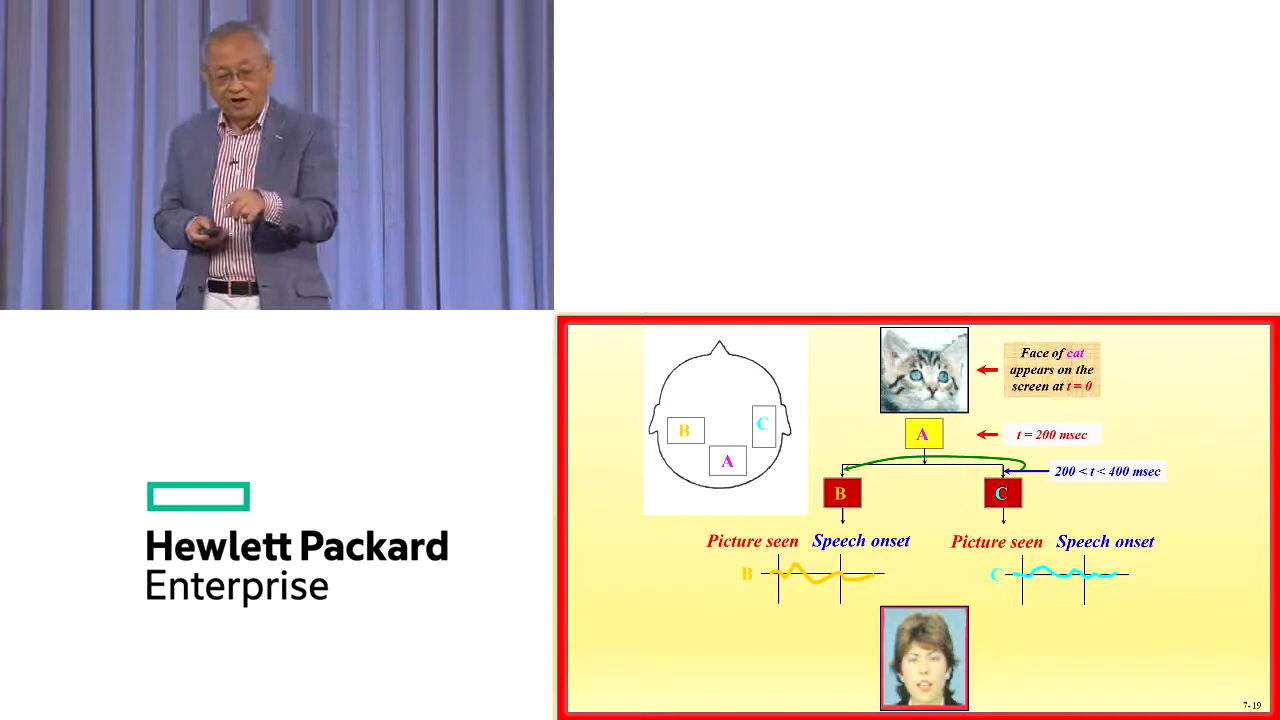 Hewlett Packard
Enterprise
B
C
A
Face of cat
appears on the
screen at t = 0
A
t = 200 msec
200 < t < 400 msec
B
C
Picture seen
Speech onset
Picture seen
Speech onset
B
C
7-19